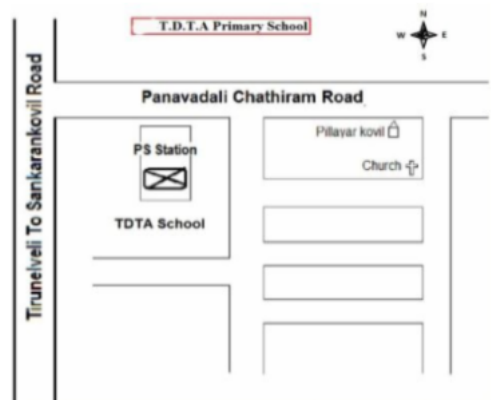 T.D.T.A Primary School
N
W E
S
Panavadali Chathiram Road
Tirunelveli To Sankarankovil Road
Pillayar kovil
PS Station
Church
TDTA School